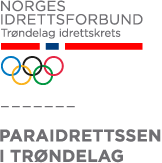 NORGES
IDRETTSFORBUND
Trøndelag idrettskrets
PARAIDRETTSSEN
I TRØNDELAG